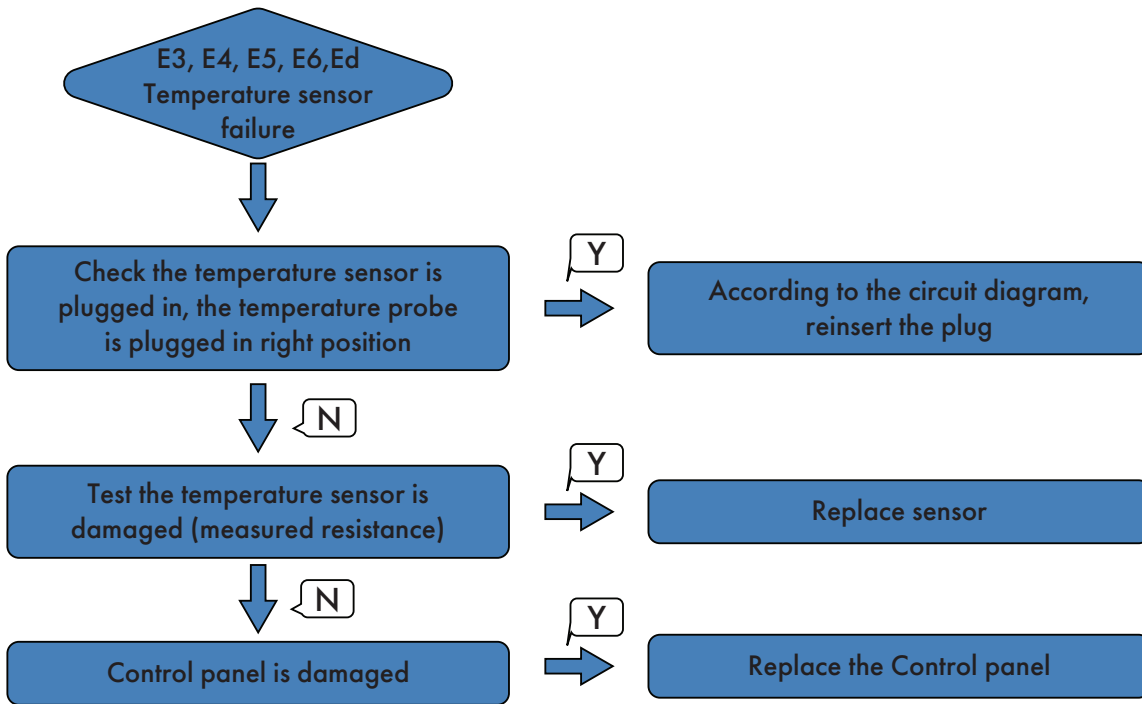 E3, E4, E5, E6,Ed
Temperature sensor
failure
Check the temperature sensor is
plugged in, the temperature probe
is plugged in right position
Y
According to the circuit diagram,
reinsert the plug
N
Test the temperature sensor is
damaged (measured resistance)
Y
Replace sensor
N
Control panel is damaged
Y
Replace the Control panel